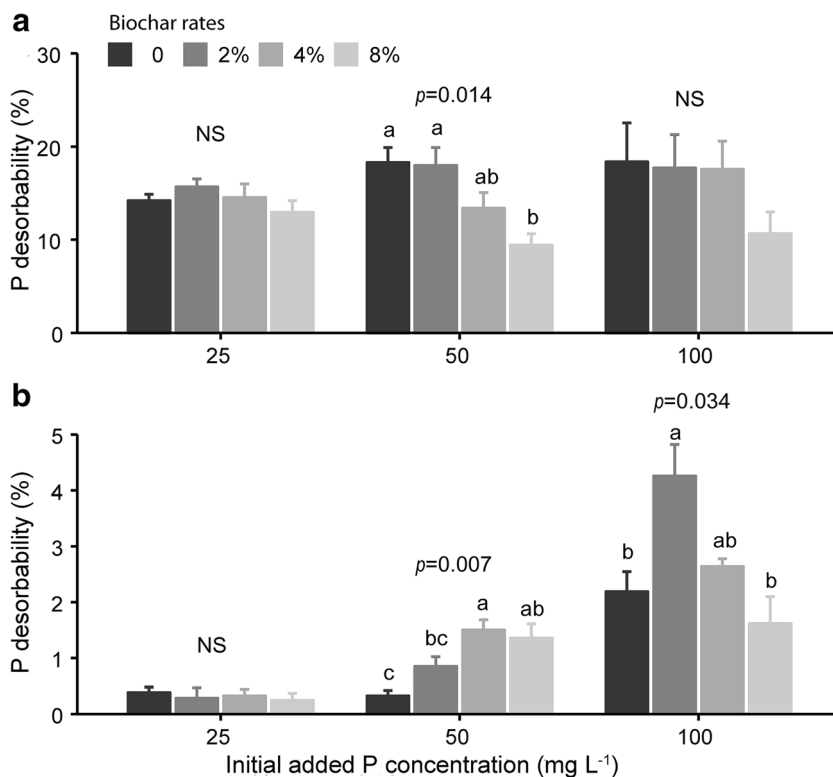 a
Biochar rates
0 2% 4% 8%
P desorbability (%)
30
20
10
0
NS
p=0.014
NS
a a ab b
25 50 100
b
P desorbability (%)
5
4
3
2
1
0
NS
p=0.007
c bc a ab
p=0.034
b a ab b
25 50 100
Initial added P concentration (mg L⁻¹)